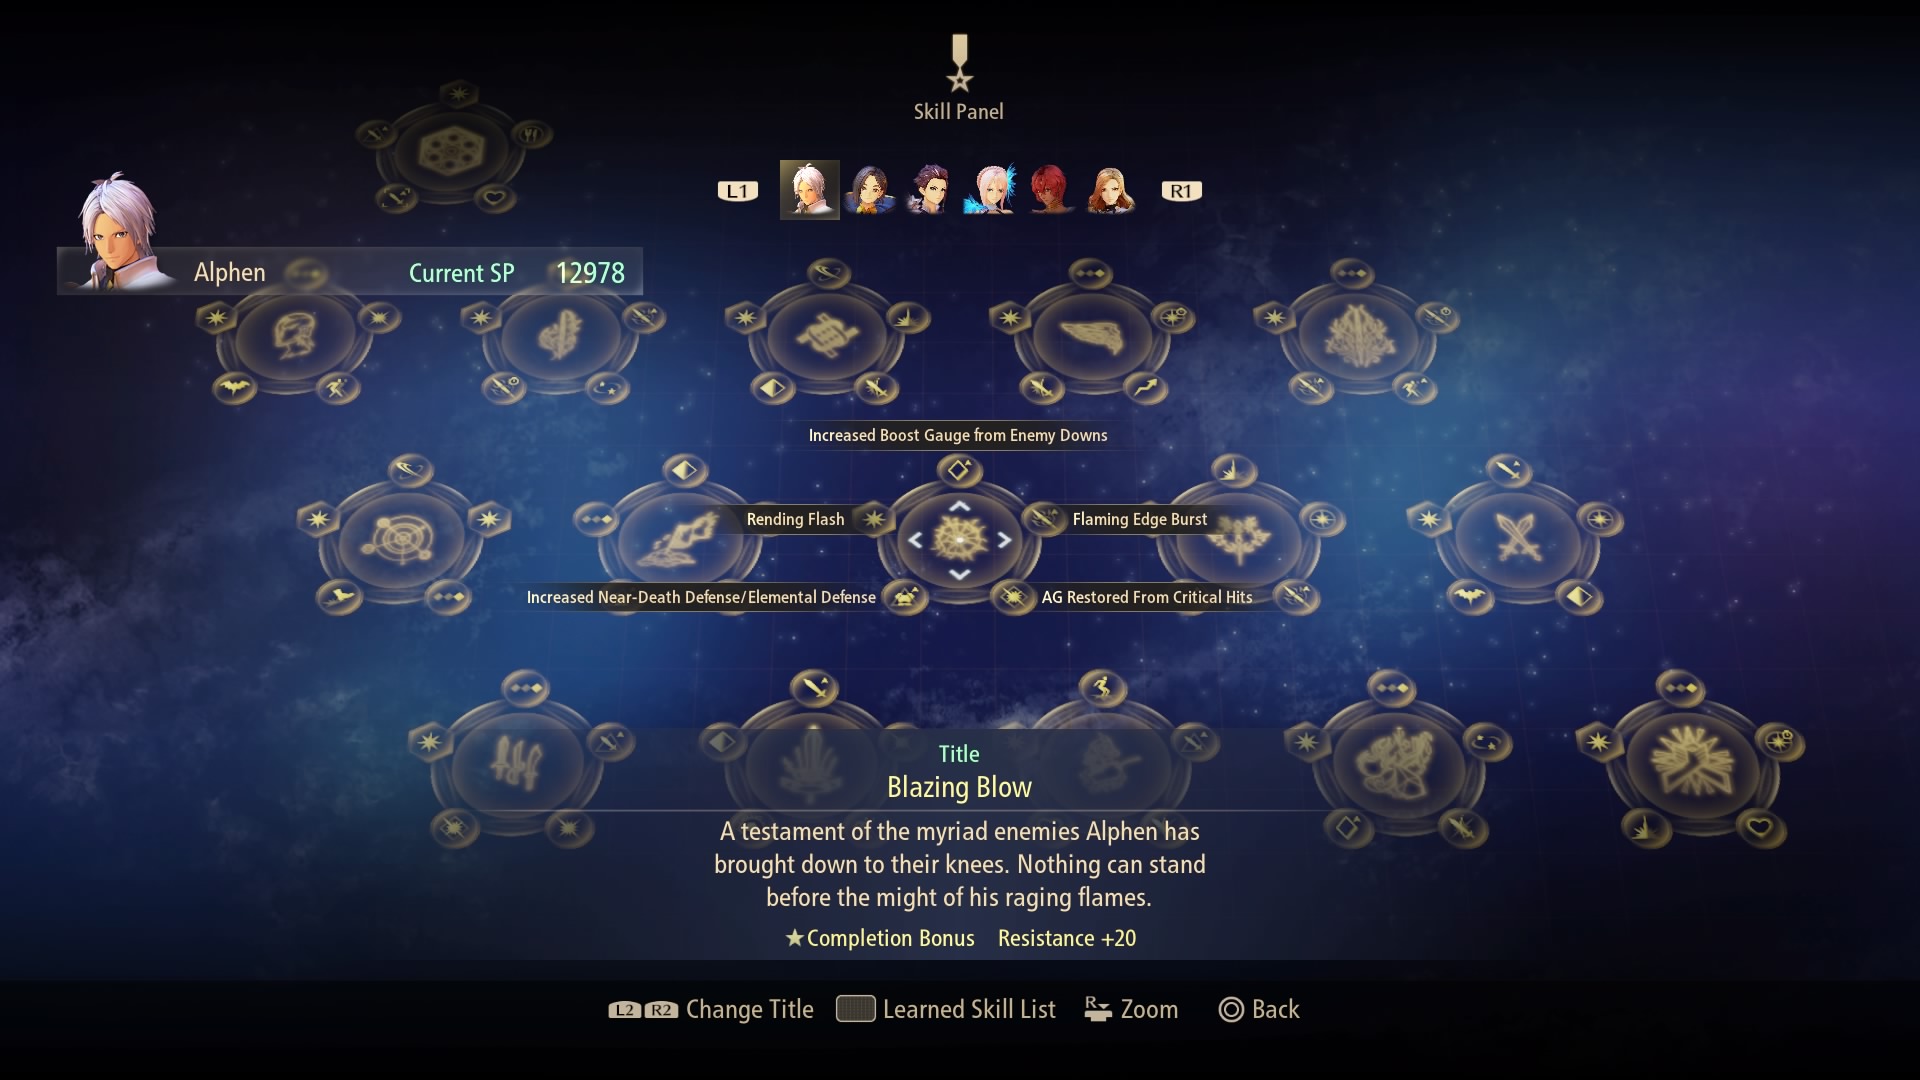 Skill Panel
L1
R1
Alphen Current SP 12978
Increased Boost Gauge from Enemy Downs
Rending Flash
Flaming Edge Burst
Increased Near-Death Defense/Elemental Defense
AG Restored From Critical Hits
Title
Blazing Blow
A testament of the myriad enemies Alphen has
brought down to their knees. Nothing can stand
before the might of his raging flames.
★Completion Bonus Resistance +20
L2 R2 Change Title Learned Skill List R Zoom Back